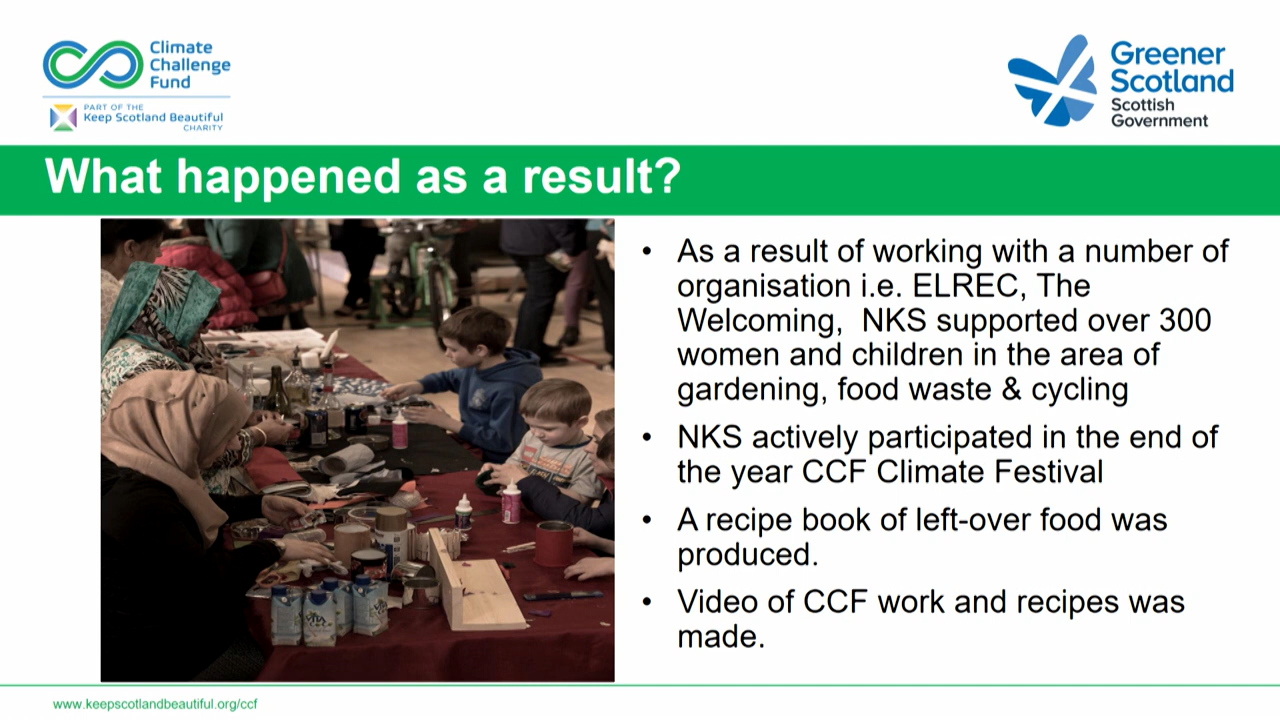 Climate
Challenge
Fund
PART OF THE
Keep Scotland Beautiful
CHARITY
Greener
Scotland
Scottish
Government
What happened as a result?
• As a result of working with a number of
organisation i.e. ELREC, The
Welcoming,  NKS supported over 300
women and children in the area of
gardening, food waste & cycling
• NKS actively participated in the end of
the year CCF Climate Festival
• A recipe book of left-over food was
produced.
• Video of CCF work and recipes was
made.
VITA
www.keepscotlandbeautiful.org/ccf